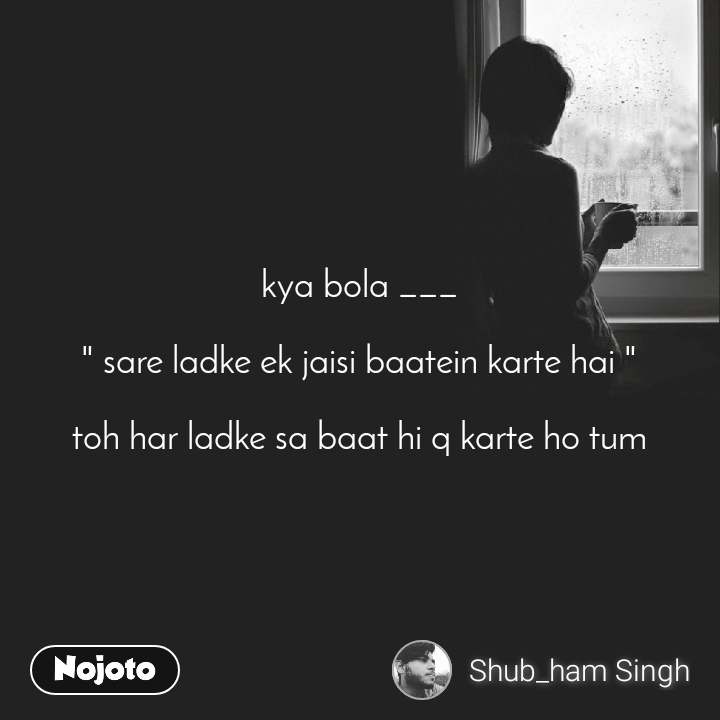 kya bola ___
" sare ladke ek jaisi baatein karte hai "
toh har ladke sa baat hi q karte ho tum
Nojoto
Shub_ham Singh